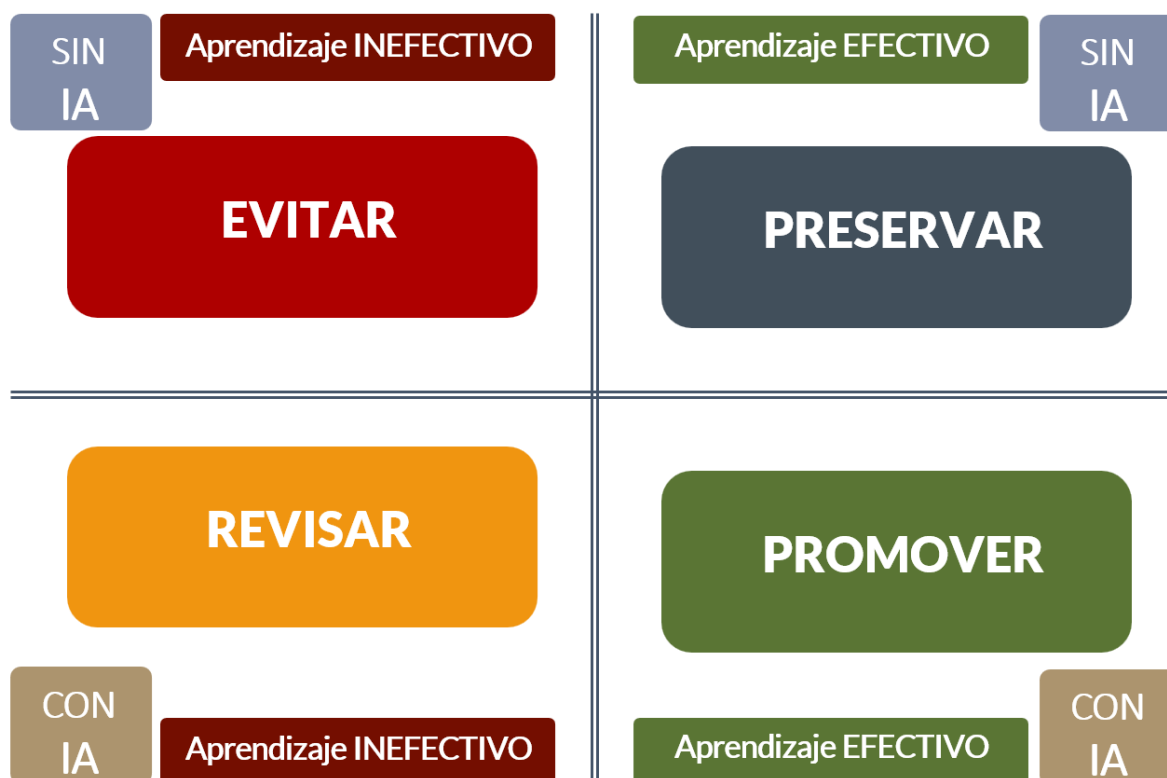 SIN
IA
Aprendizaje INEFECTIVO
EVITAR
Aprendizaje EFECTIVO
SIN
IA
PRESERVAR
REVISAR
CON
IA
Aprendizaje INEFECTIVO
PROMOVER
Aprendizaje EFECTIVO
CON
IA